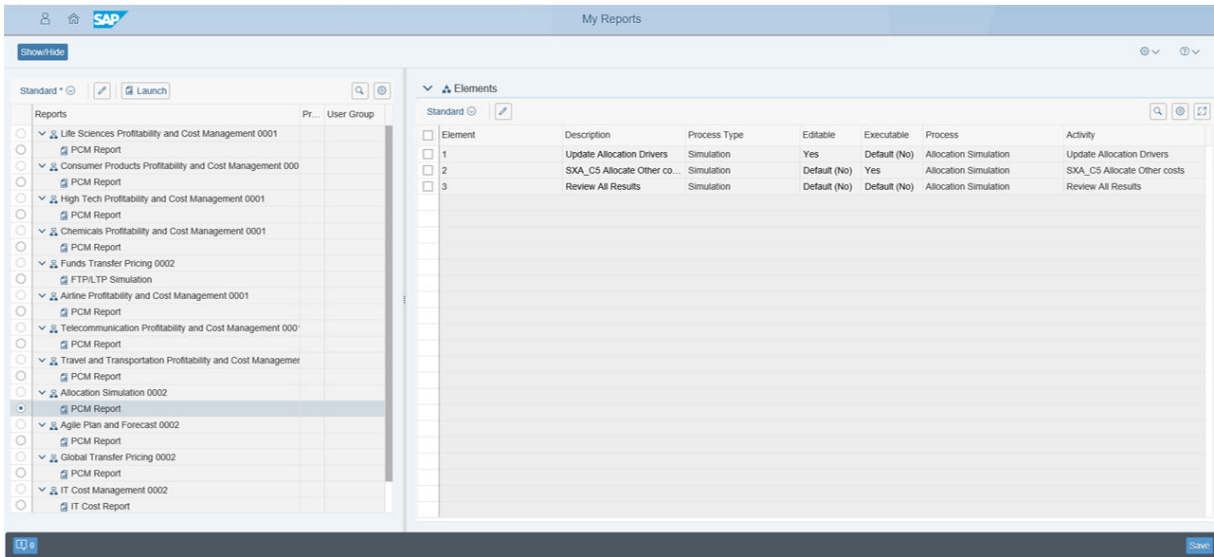 SAP My Reports
Show/Hide
Standard * Launch
Reports Pr... User Group
Life Sciences Profitability and Cost Management 0001
PCM Report
Consumer Products Profitability and Cost Management 000
PCM Report
High Tech Profitability and Cost Management 0001
PCM Report
Chemicals Profitability and Cost Management 0001
PCM Report
Funds Transfer Pricing 0002
FTP/LTP Simulation
Airline Profitability and Cost Management 0001
PCM Report
Telecommunication Profitability and Cost Management 000
PCM Report
Travel and Transportation Profitability and Cost Managemer
PCM Report
Allocation Simulation 0002
PCM Report
Agile Plan and Forecast 0002
PCM Report
Global Transfer Pricing 0002
PCM Report
IT Cost Management 0002
IT Cost Report
Elements
Standard
Element Description Process Type Editable Executable Process Activity
1 Update Allocation Drivers Simulation Yes Default (No) Allocation Simulation Update Allocation Drivers
2 SXA_C5 Allocate Other co... Simulation Default (No) Yes Allocation Simulation SXA_C5 Allocate Other costs
3 Review All Results Simulation Default (No) Default (No) Allocation Simulation Review All Results
0 Save